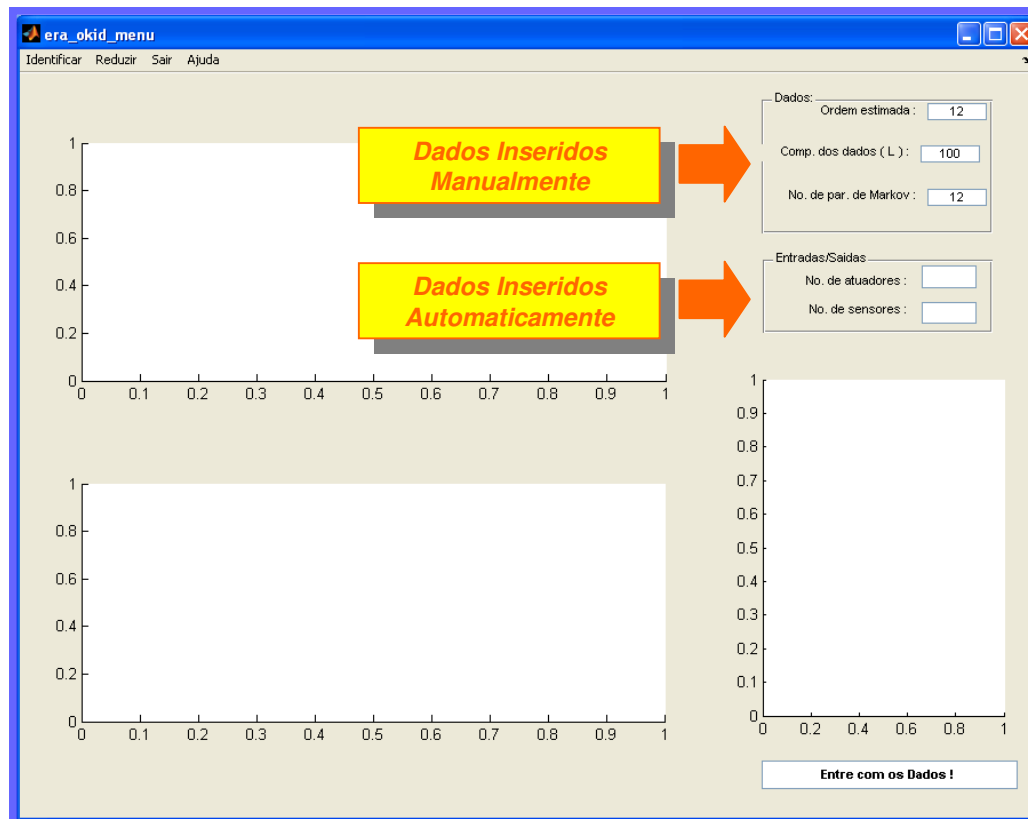 era_okid_menu
Identificar Reduzir Sair Ajuda
Dados:
Ordem estimada : 12
Comp. dos dados ( L ) : 100
No. de par. de Markov : 12
Dados Inseridos
Manualmente
Entradas/Saidas
No. de atuadores :
No. de sensores :
Dados Inseridos
Automaticamente
1
0.8
0.6
0.4
0.2
0
0 0.1 0.2 0.3 0.4 0.5 0.6 0.7 0.8 0.9 1
1
0.8
0.6
0.4
0.2
0
0 0.1 0.2 0.3 0.4 0.5 0.6 0.7 0.8 0.9 1
1
0.9
0.8
0.7
0.6
0.5
0.4
0.3
0.2
0.1
0
0 0.2 0.4 0.6 0.8 1
Entre com os Dados !